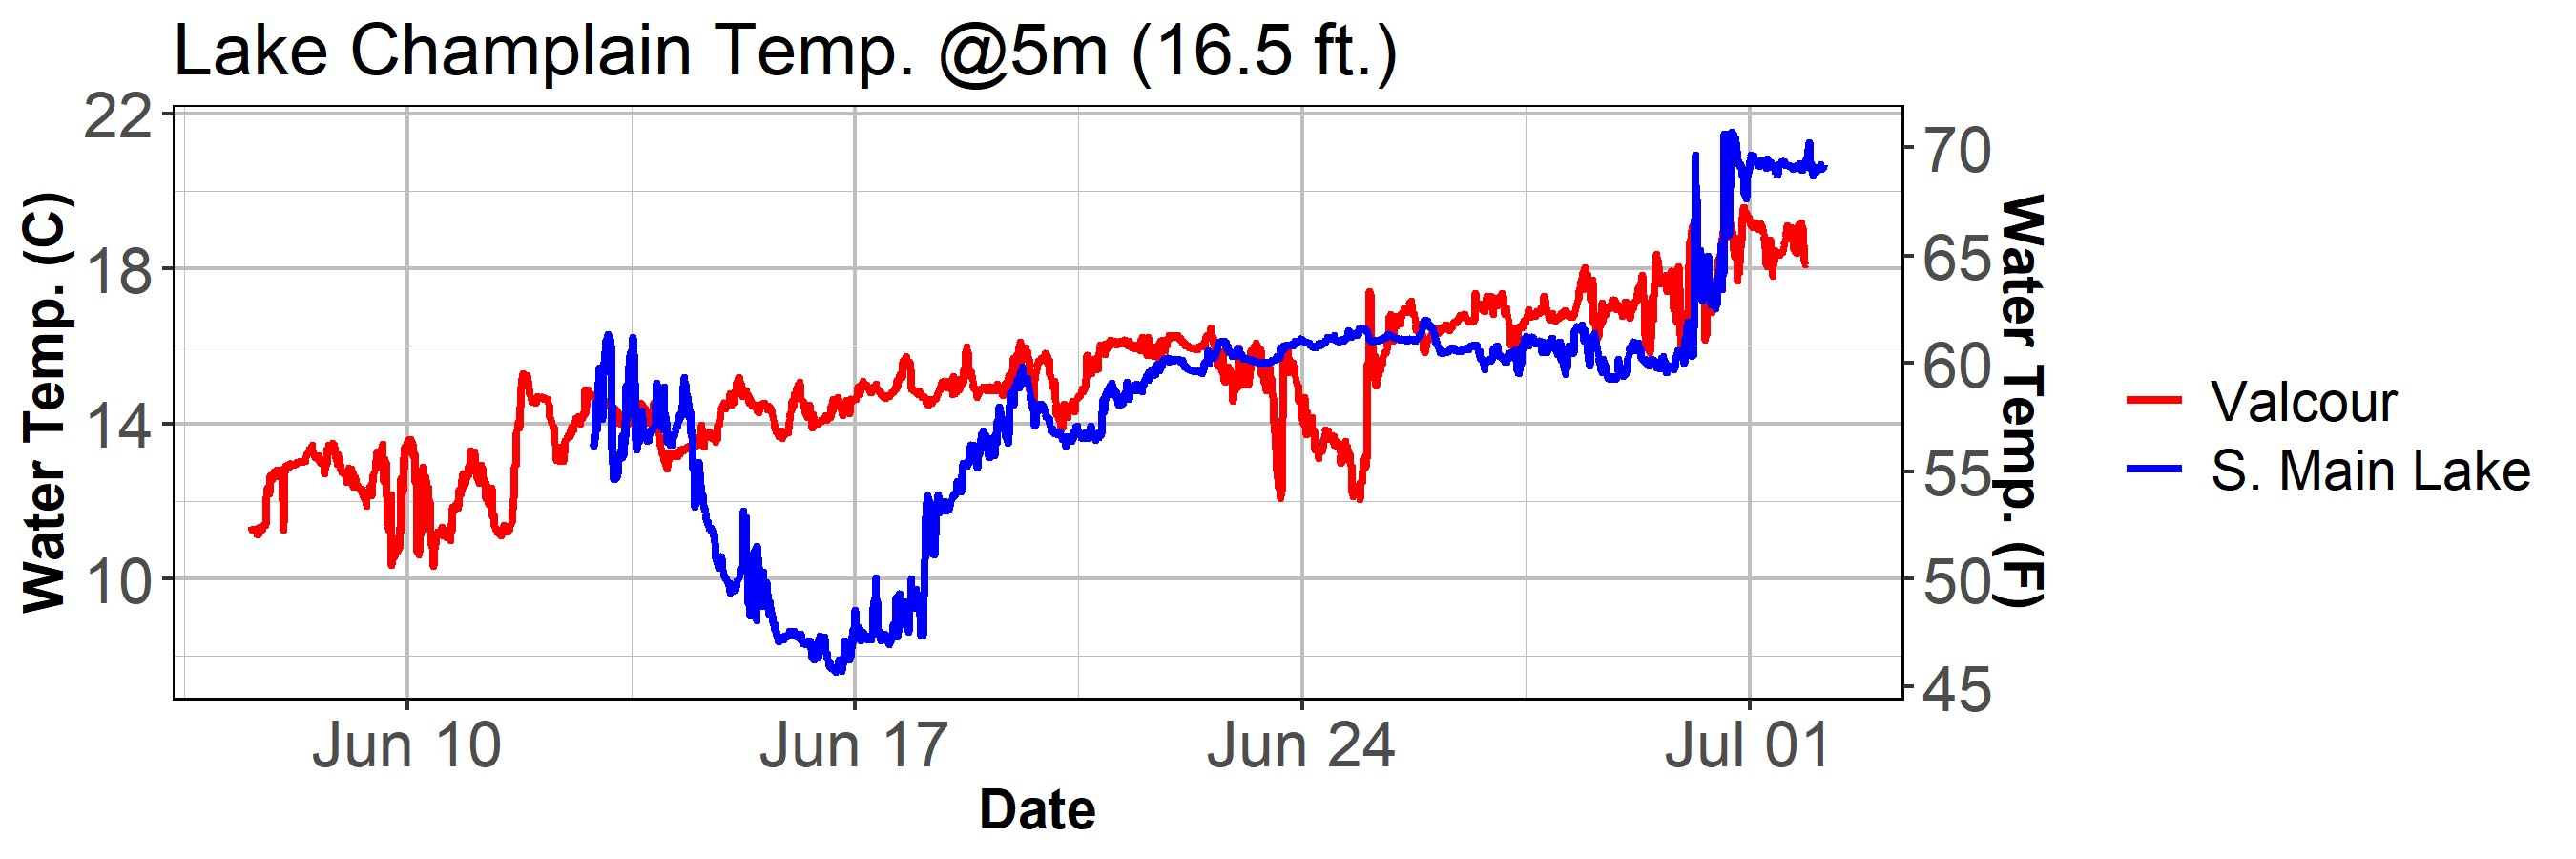 Lake Champlain Temp. @5m (16.5 ft.)
Water Temp. (C)
22
18
14
10
70
65
60
55
50
45
Water Temp. (F)
Jun 10
Jun 17
Jun 24
Jul 01
Date
Valcour
S. Main Lake